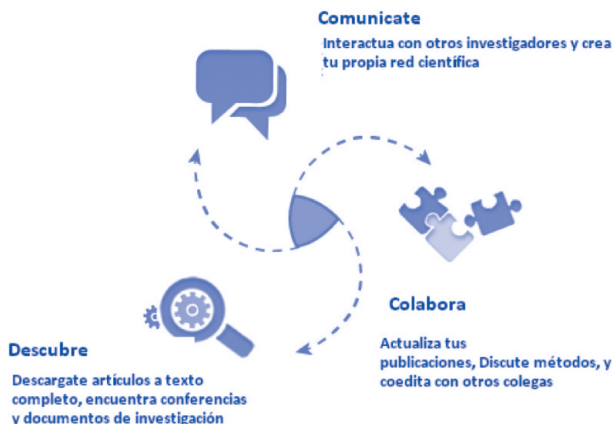 Comunicate
Interactua con otros investigadores y crea
tu propia red científica
Colabora
Actualiza tus
publicaciones, Discute métodos, y
coedita con otros colegas
Descubre
Descargate artículos a texto
completo, encuentra conferencias
y documentos de investigación